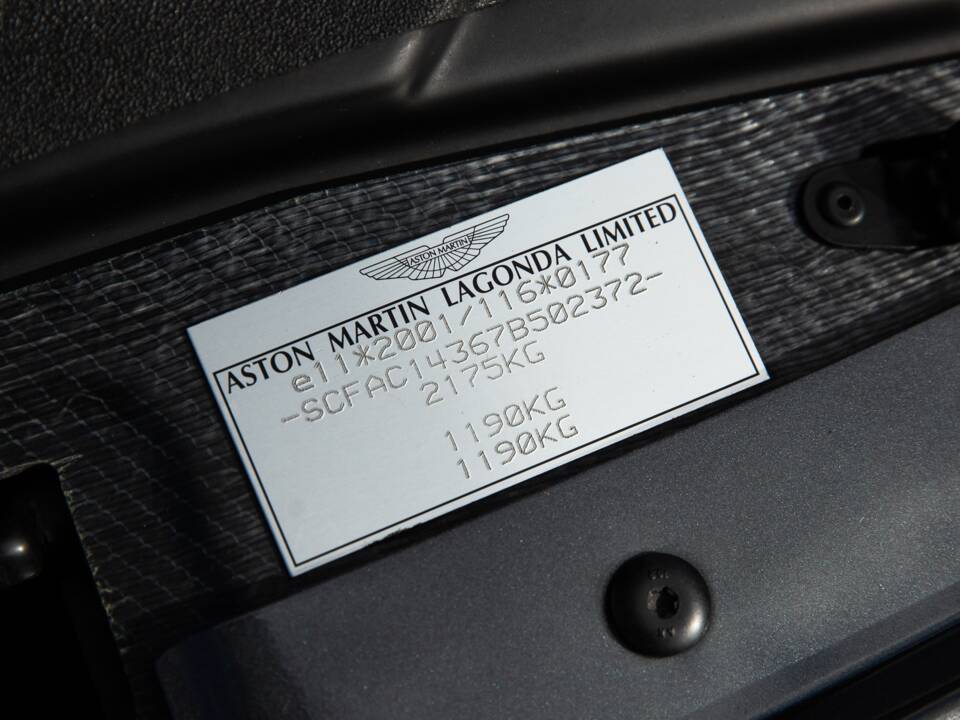 ASTON MARTIN
ASTON MARTIN LAGONDA LIMITED
e11*2001/116*0177
-SCFAC14367B502372-
2175KG
1190KG
1190KG